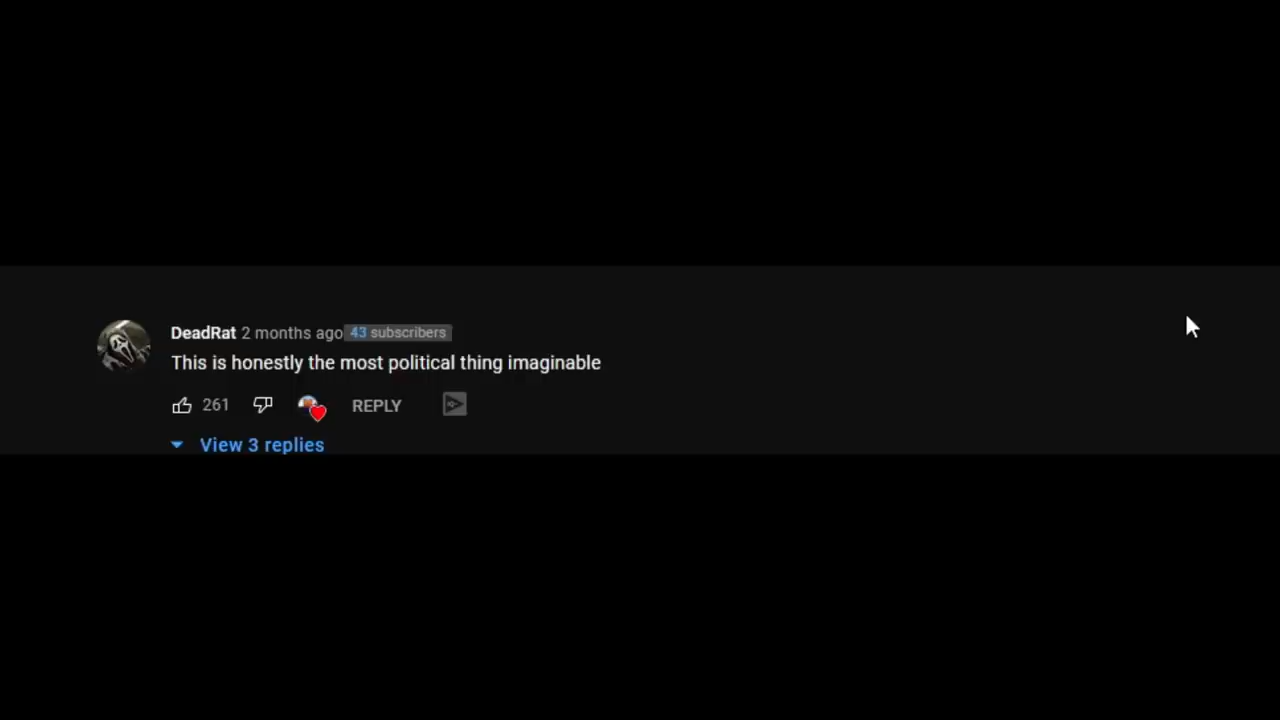 DeadRat 2 months ago 43 subscribers
This is honestly the most political thing imaginable
261 REPLY
View 3 replies